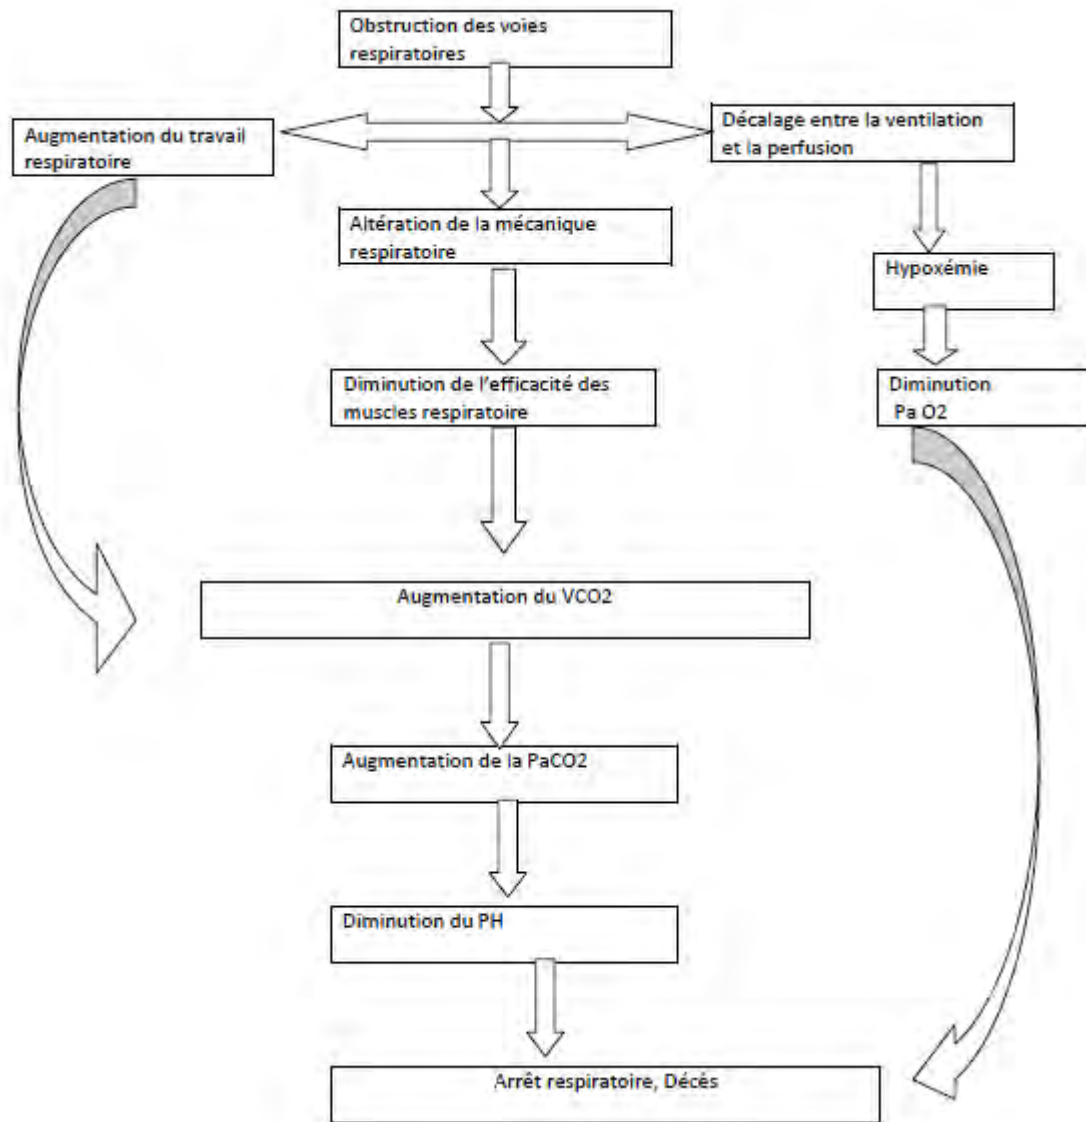 Obstruction des voies
respiratoires
Augmentation du travail
respiratoire
Décalage entre la ventilation
et la perfusion
Altération de la mécanique
respiratoire
Hypoxémie
Diminution de l'efficacité des
muscles respiratoire
Diminution
Pa O2
Augmentation du VCO2
Augmentation de la PaCO2
Diminution du PH
Arrêt respiratoire, Décès